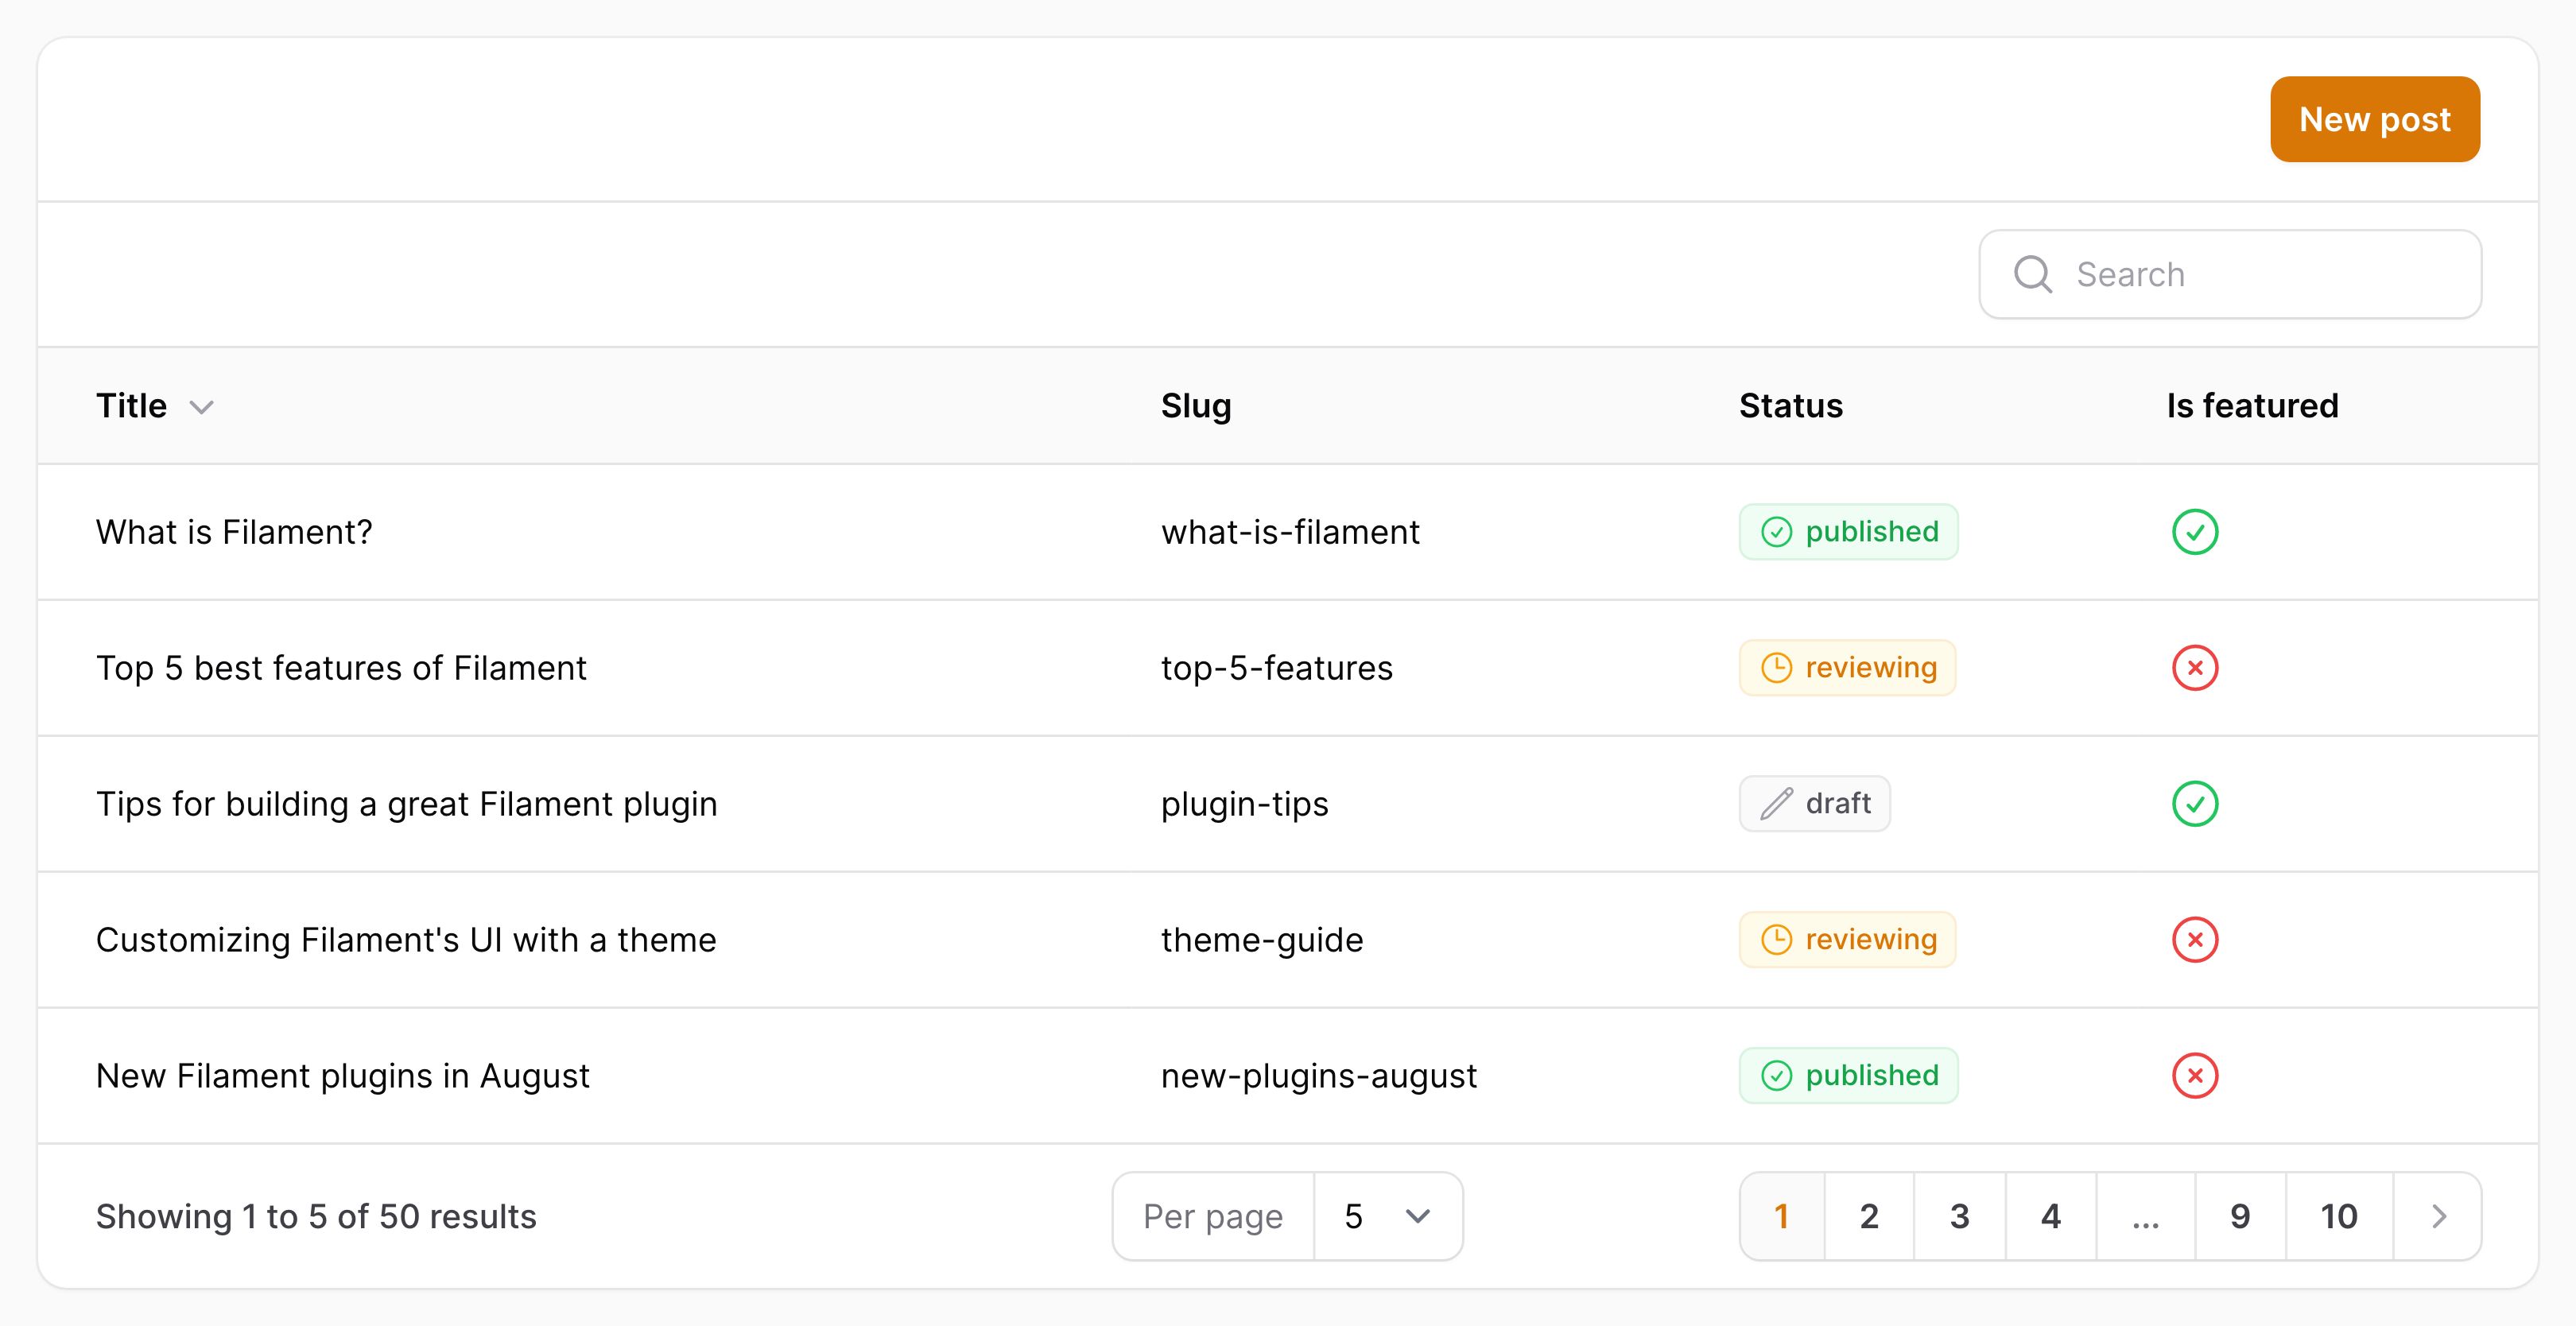 New post
Search
Title Slug Status Is featured
What is Filament? what-is-filament published
Top 5 best features of Filament top-5-features reviewing
Tips for building a great Filament plugin plugin-tips draft
Customizing Filament's UI with a theme theme-guide reviewing
New Filament plugins in August new-plugins-august published
Showing 1 to 5 of 50 results Per page 5 1 2 3 4 ... 9 10